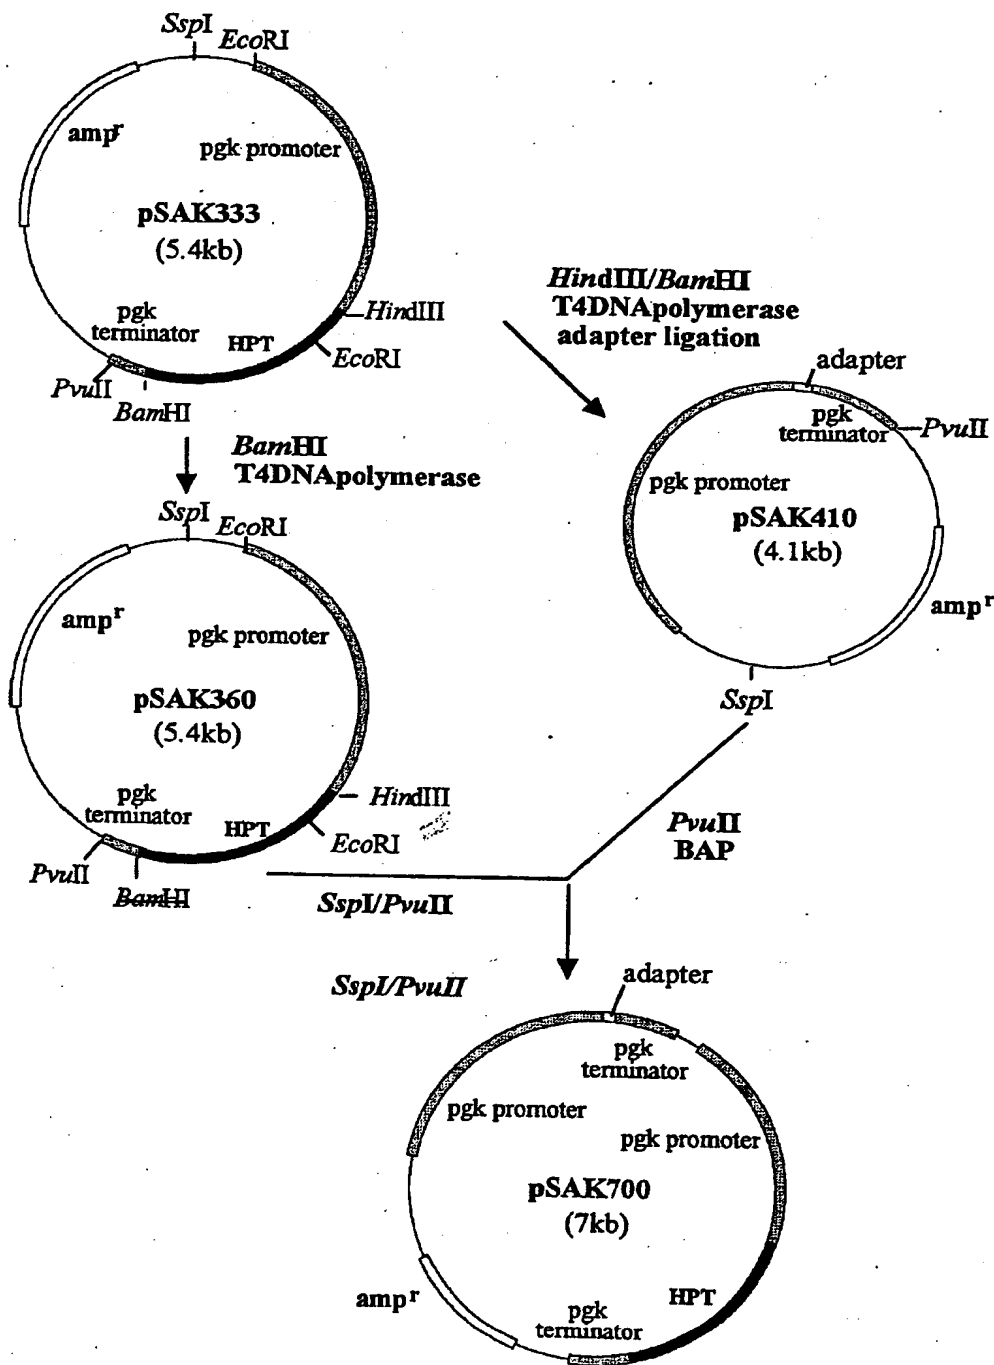 SspI
EcoRI
ampr
pgk promoter
pSAK333
(5.4kb)
HindIII
pgk
terminator
HPT
EcoRI
PvuII
BamHI
HindIII/BamHI
T4DNApolymerase
adapter ligation
BamHI
T4DNApolymerase
adapter
pgk
terminator
PvuII
pgk promoter
pSAK410
(4.1kb)
ampr
SspI
SspI
EcoRI
ampr
pgk promoter
pSAK360
(5.4kb)
HindIII
pgk
terminator
HPT
EcoRI
PvuII
BamHI
SspI/PvuII
PvuII
BAP
SspI/PvuII
adapter
pgk
terminator
pgk promoter
pgk promoter
pSAK700
(7kb)
HPT
ampr
pgk
terminator